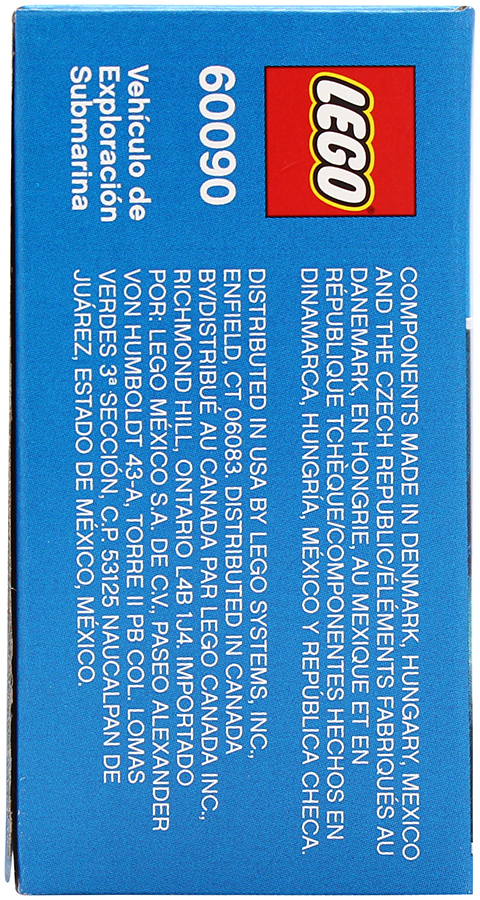 LEGO
60090
Vehículo de
Exploración
Submarina
COMPONENTS MADE IN DENMARK, HUNGARY, MEXICO
AND THE CZECH REPUBLIC/ÉLÉMENTS FABRIQUÉS AU
DANEMARK, EN HONGRIE, AU MEXIQUE ET EN
RÉPUBLIQUE TCHÈQUE/COMPONENTES HECHOS EN
DINAMARCA, HUNGRÍA, MÉXICO Y REPÚBLICA CHECA.
DISTRIBUTED IN USA BY LEGO SYSTEMS, INC.,
ENFIELD, CT 06083. DISTRIBUTED IN CANADA
BY/DISTRIBUÉ AU CANADA PAR LEGO CANADA INC.,
RICHMOND HILL, ONTARIO L4B 1J4. IMPORTADO
POR: LEGO MÉXICO S.A. DE C.V., PASEO ALEXANDER
VON HUMBOLDT 43-A, TORRE II PB COL. LOMAS
VERDES 3ª SECCIÓN, C.P. 53125 NAUCALPAN DE
JUÁREZ, ESTADO DE MÉXICO, MÉXICO.